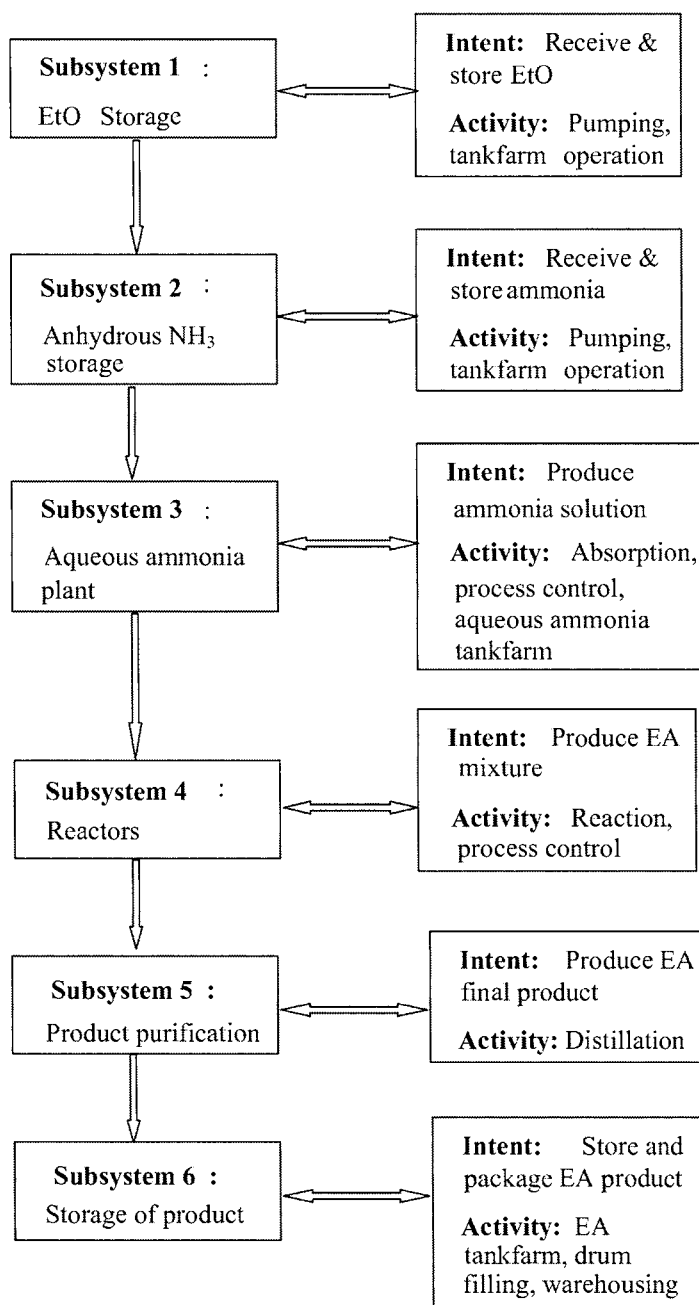 Subsystem 1 :
EtO Storage
Intent: Receive &
store EtO
Activity: Pumping,
tankfarm operation
Subsystem 2 :
Anhydrous NH₃
storage
Intent: Receive &
store ammonia
Activity: Pumping,
tankfarm operation
Subsystem 3 :
Aqueous ammonia
plant
Intent: Produce
ammonia solution
Activity: Absorption,
process control,
aqueous ammonia
tankfarm
Subsystem 4 :
Reactors
Intent: Produce EA
mixture
Activity: Reaction,
process control
Subsystem 5 :
Product purification
Intent: Produce EA
final product
Activity: Distillation
Subsystem 6 :
Storage of product
Intent: Store and
package EA product
Activity: EA
tankfarm, drum
filling, warehousing